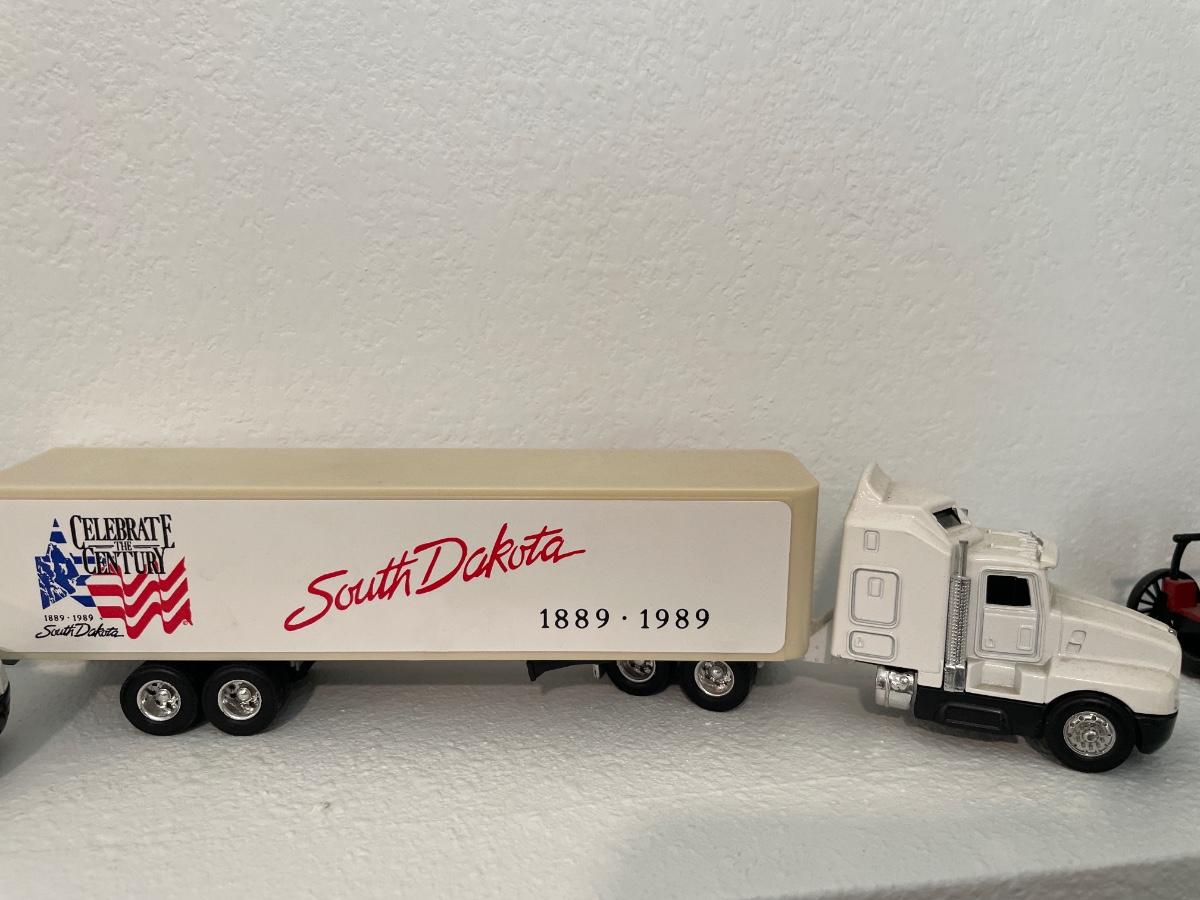 CELEBRATE
THE
CENTURY
1889 · 1989
South Dakota
South Dakota
1889 · 1989